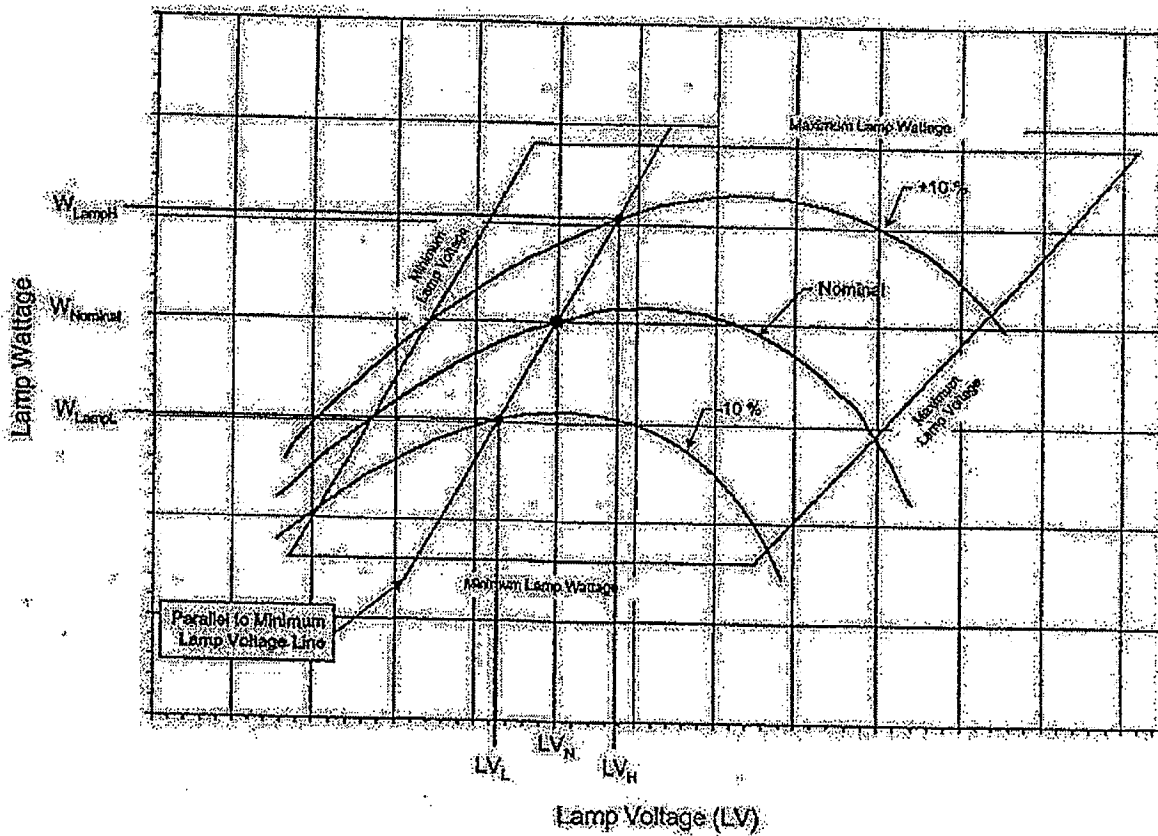 Maximum Lamp Wattage
+10 %
W_LampH
Minimum
Lamp Voltage
Nominal
W_Nominal
Lamp Wattage
Maximum
Lamp Voltage
-10 %
W_LampL
Minimum Lamp Wattage
Parallel to Minimum
Lamp Voltage Line
LV_L
LV_N
LV_H
Lamp Voltage (LV)